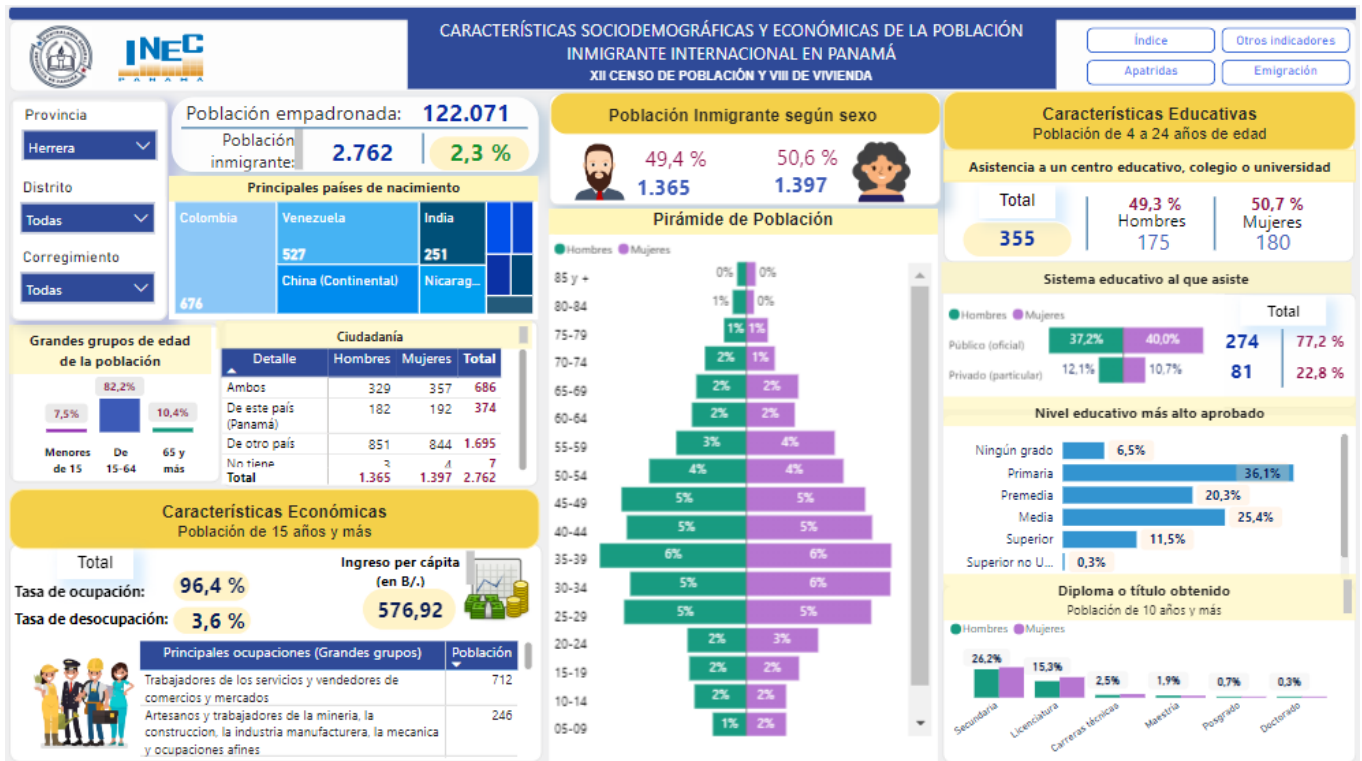 INEC
PANAMÁ
CARACTERÍSTICAS SOCIODEMOGRÁFICAS Y ECONÓMICAS DE LA POBLACIÓN
INMIGRANTE INTERNACIONAL EN PANAMÁ
XII CENSO DE POBLACIÓN Y VIII DE VIVIENDA
Índice
Otros indicadores
Apatridas
Emigración
Provincia
Herrera
Distrito
Todas
Corregimiento
Todas
Población empadronada: 122.071
Población
inmigrante: 2.762 2,3 %
Principales países de nacimiento
Colombia
676
Venezuela
527
India
251
China (Continental)
Nicarag...
Grandes grupos de edad
de la población
7,5% 82,2% 10,4%
Menores De 65 y
de 15 15-64 más
Ciudadanía
Detalle Hombres Mujeres Total
Ambos 329 357 686
De este país 182 192 374
(Panamá)
De otro país 851 844 1.695
No tiene 3 4 7
Total 1.365 1.397 2.762
Características Económicas
Población de 15 años y más
Total
Tasa de ocupación: 96,4 %
Tasa de desocupación: 3,6 %
Ingreso per cápita
(en B/.)
576,92
Principales ocupaciones (Grandes grupos) Población
Trabajadores de los servicios y vendedores de 712
comercios y mercados
Artesanos y trabajadores de la mineria, la 246
construccion, la industria manufacturera, la mecanica
y ocupaciones afines
Población Inmigrante según sexo
49,4 % 50,6 %
1.365 1.397
Pirámide de Población
Hombres Mujeres
85 y + 0% 0%
80-84 1% 0%
75-79 1% 1%
70-74 2% 1%
65-69 2% 2%
60-64 2% 2%
55-59 3% 4%
50-54 4% 4%
45-49 5% 5%
40-44 5% 5%
35-39 6% 6%
30-34 5% 6%
25-29 5% 5%
20-24 2% 3%
15-19 2% 2%
10-14 2% 2%
05-09 1% 2%
Características Educativas
Población de 4 a 24 años de edad
Asistencia a un centro educativo, colegio o universidad
Total 49,3 % 50,7 %
Hombres Mujeres
355 175 180
Sistema educativo al que asiste
Hombres Mujeres Total
Público (oficial) 37,2% 40,0% 274 77,2 %
Privado (particular) 12,1% 10,7% 81 22,8 %
Nivel educativo más alto aprobado
Ningún grado 6,5%
Primaria 36,1%
Premedia 20,3%
Media 25,4%
Superior 11,5%
Superior no U... 0,3%
Diploma o título obtenido
Población de 10 años y más
Hombres Mujeres
26,2% 15,3% 2,5% 1,9% 0,7% 0,3%
Secundaria Licenciatura Carreras técnicas Maestría Posgrado Doctorado